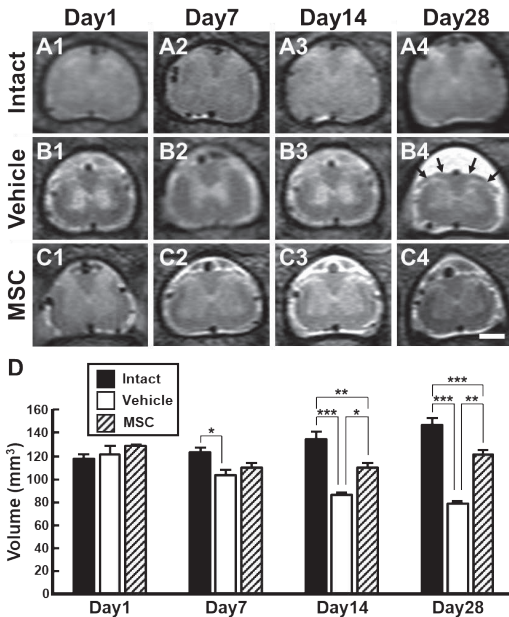 Day1 Day7 Day14 Day28
Intact
A1 A2 A3 A4
Vehicle
B1 B2 B3 B4
MSC
C1 C2 C3 C4
D
Intact
Vehicle
MSC
Volume (mm3)
160
140
120
100
80
60
40
20
0
*
***
**
*
***
***
**
Day1 Day7 Day14 Day28